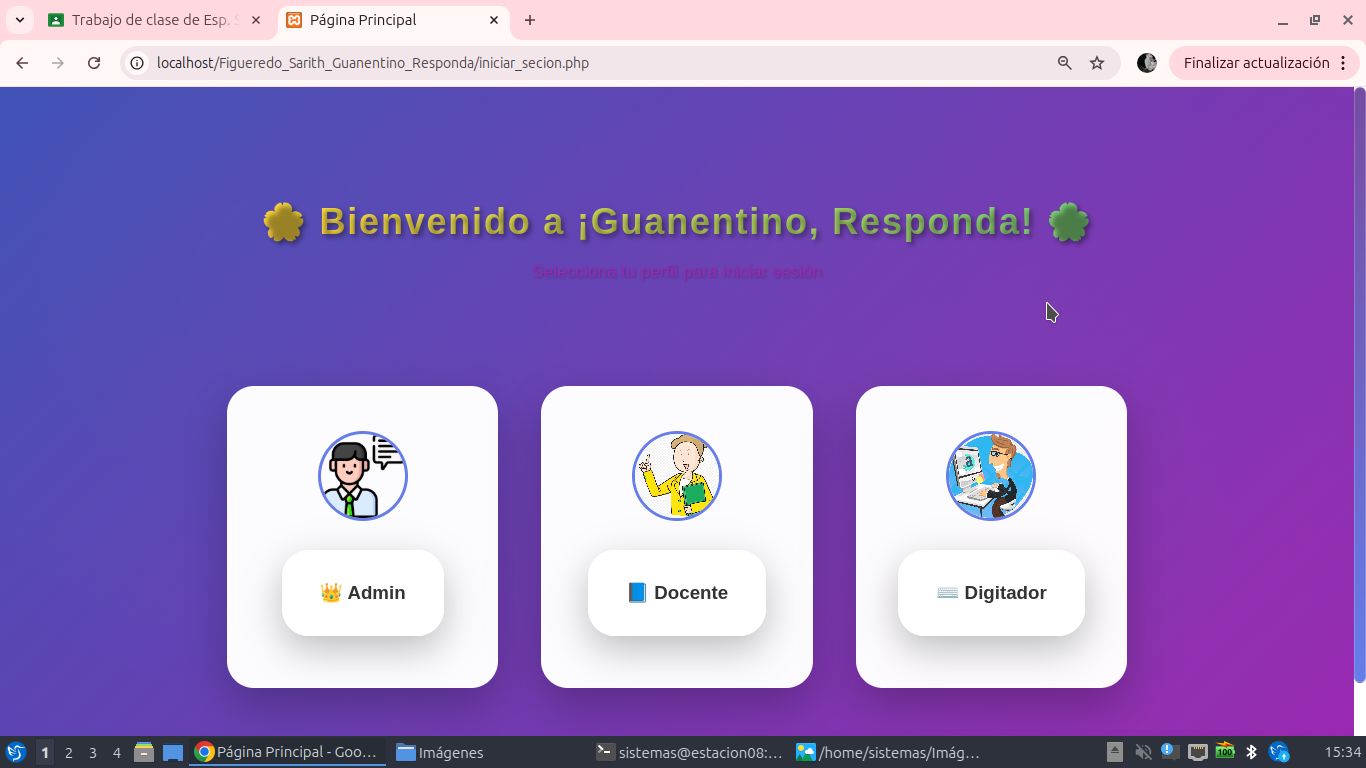 Trabajo de clase de Esp. S
Página Principal
localhost/Figueredo_Sarith_Guanentino_Responda/iniciar_secion.php
Finalizar actualización
Bienvenido a ¡Guanentino, Responda!
Selecciona tu perfil para iniciar sesión
👑 Admin
📘 Docente
⌨️ Digitador
1 2 3 4 Página Principal - Goo... Imágenes sistemas@estacion08:... /home/sistemas/Imág... 100 15:34